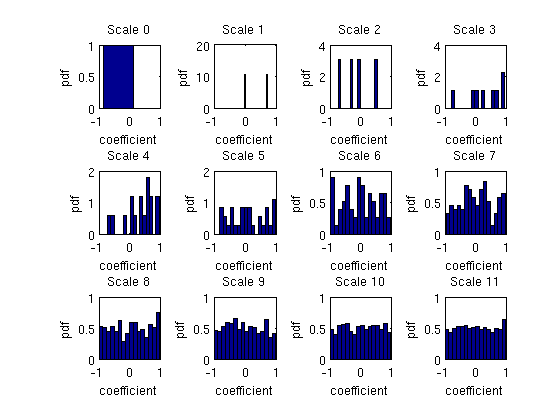 Scale 0 Scale 1 Scale 2 Scale 3
1 20 4 4
pdf 0.5 pdf 10 pdf 2 pdf 2
0 0 0 0
-1 0 1 -1 0 1 -1 0 1 -1 0 1
coefficient coefficient coefficient coefficient
Scale 4 Scale 5 Scale 6 Scale 7
2 2 1 1
pdf 1 pdf 1 pdf 0.5 pdf 0.5
0 0 0 0
-1 0 1 -1 0 1 -1 0 1 -1 0 1
coefficient coefficient coefficient coefficient
Scale 8 Scale 9 Scale 10 Scale 11
1 1 1 1
pdf 0.5 pdf 0.5 pdf 0.5 pdf 0.5
0 0 0 0
-1 0 1 -1 0 1 -1 0 1 -1 0 1
coefficient coefficient coefficient coefficient